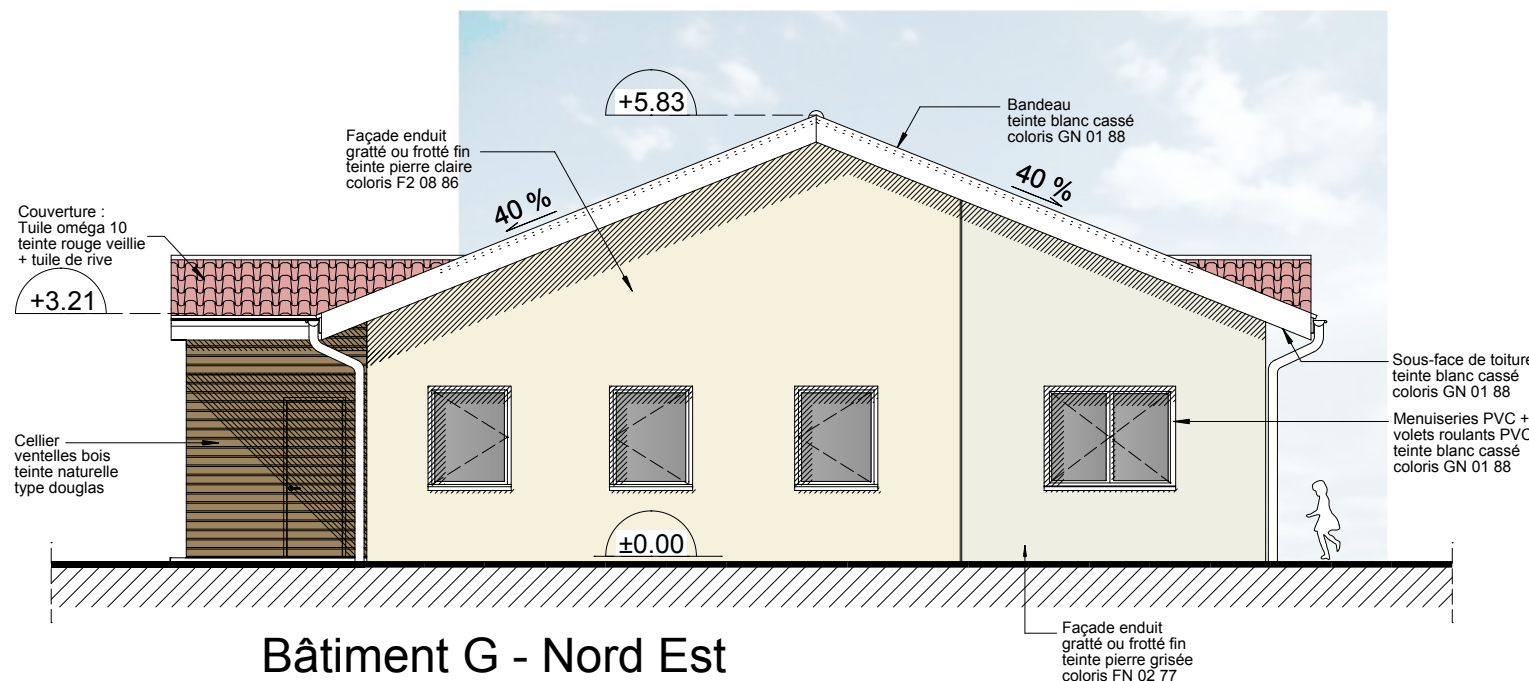 +5.83
Bandeau
teinte blanc cassé
coloris GN 01 88
Façade enduit
gratté ou frotté fin
teinte pierre claire
coloris F2 08 86
40 %
40 %
Couverture :
Tuile oméga 10
teinte rouge veillie
+ tuile de rive
+3.21
Sous-face de toiture
teinte blanc cassé
coloris GN 01 88
Menuiseries PVC +
volets roulants PVC
teinte blanc cassé
coloris GN 01 88
Cellier
ventelles bois
teinte naturelle
type douglas
±0.00
Façade enduit
gratté ou frotté fin
teinte pierre grisée
coloris FN 02 77
Bâtiment G - Nord Est